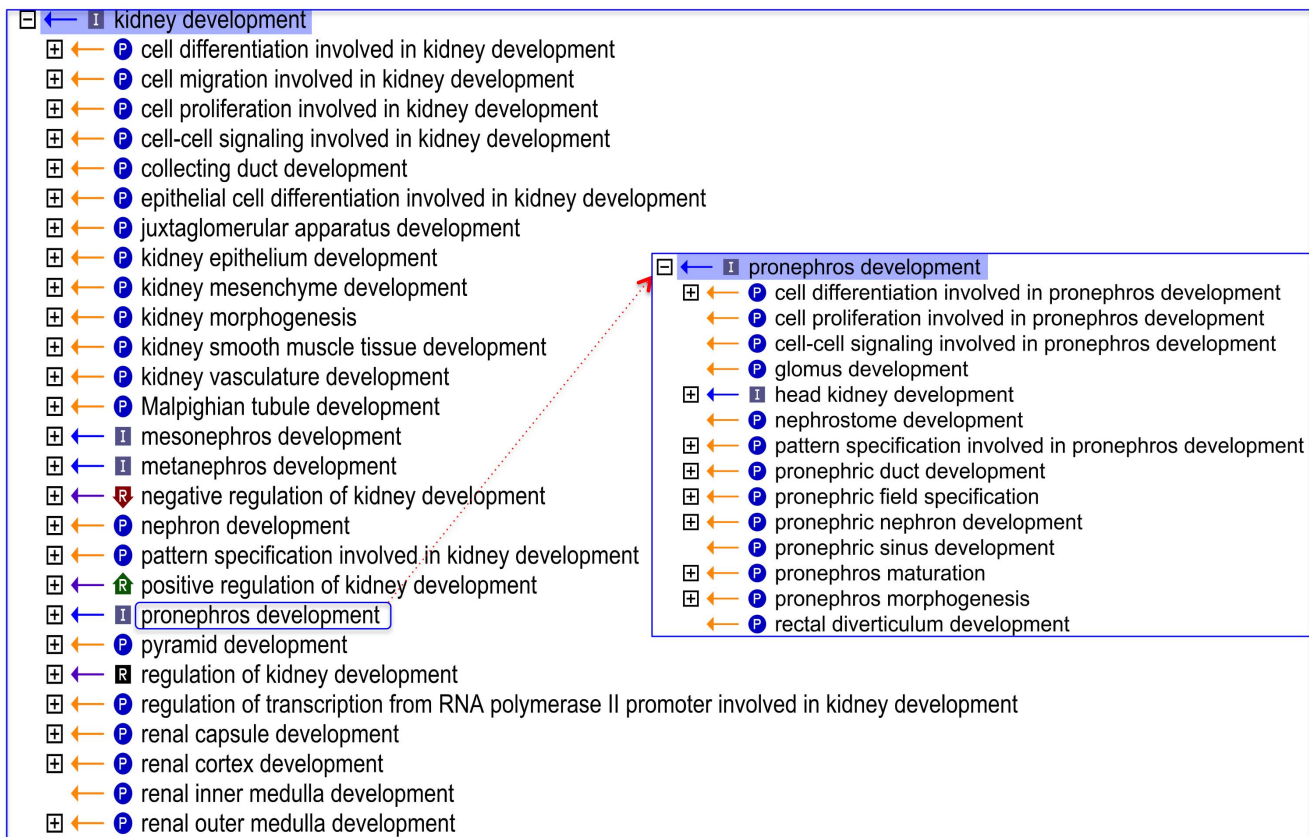 I kidney development
P cell differentiation involved in kidney development
P cell migration involved in kidney development
P cell proliferation involved in kidney development
P cell-cell signaling involved in kidney development
P collecting duct development
P epithelial cell differentiation involved in kidney development
P juxtaglomerular apparatus development
P kidney epithelium development
P kidney mesenchyme development
P kidney morphogenesis
P kidney smooth muscle tissue development
P kidney vasculature development
P Malpighian tubule development
I mesonephros development
I metanephros development
R negative regulation of kidney development
P nephron development
P pattern specification involved in kidney development
R positive regulation of kidney development
I pronephros development
P pyramid development
R regulation of kidney development
P regulation of transcription from RNA polymerase II promoter involved in kidney development
P renal capsule development
P renal cortex development
P renal inner medulla development
P renal outer medulla development
I pronephros development
P cell differentiation involved in pronephros development
P cell proliferation involved in pronephros development
P cell-cell signaling involved in pronephros development
P glomus development
I head kidney development
P nephrostome development
P pattern specification involved in pronephros development
P pronephric duct development
P pronephric field specification
P pronephric nephron development
P pronephric sinus development
P pronephros maturation
P pronephros morphogenesis
P rectal diverticulum development